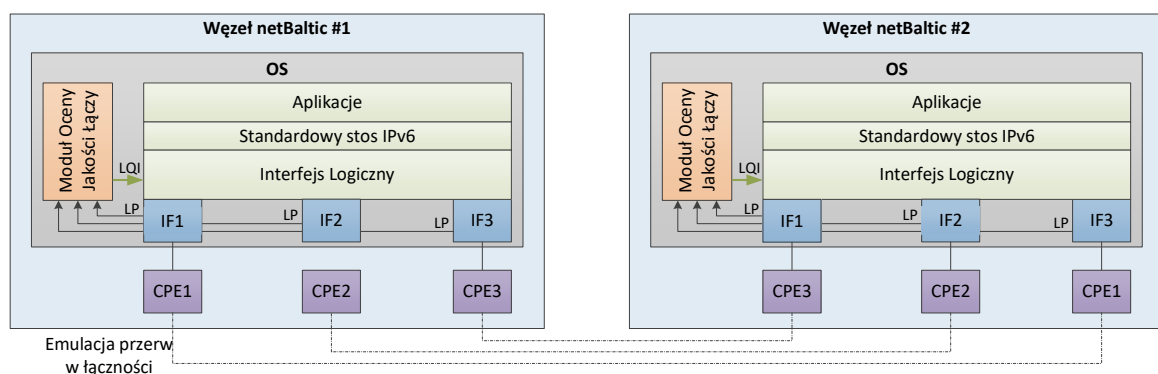 Węzeł netBaltic #1
OS
Moduł Oceny
Jakości Łączy
LQI
Aplikacje
Standardowy stos IPv6
Interfejs Logiczny
LP
LP
LP
IF1
IF2
IF3
CPE1
CPE2
CPE3
Węzeł netBaltic #2
OS
Moduł Oceny
Jakości Łączy
LQI
Aplikacje
Standardowy stos IPv6
Interfejs Logiczny
LP
LP
LP
IF1
IF2
IF3
CPE3
CPE2
CPE1
Emulacja przerw
w łączności